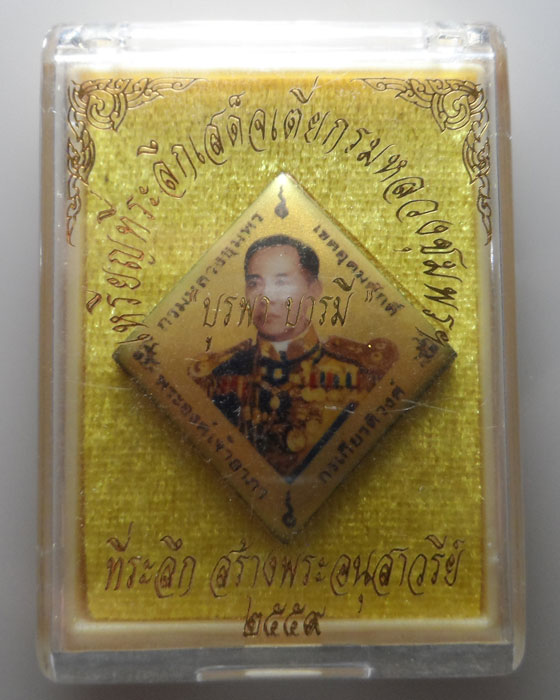 เหรียญที่ระลึกเสด็จเตี่ยกรมหลวงชุมพร
กรมหลวงชุมพร
เขตอุดมศักดิ์
บูรพา บารมี
พระองค์เจ้าอาภา
กรเกียรติวงศ์
ที่ระลึก สร้างพระอนุสาวรีย์
๒๕๕๙